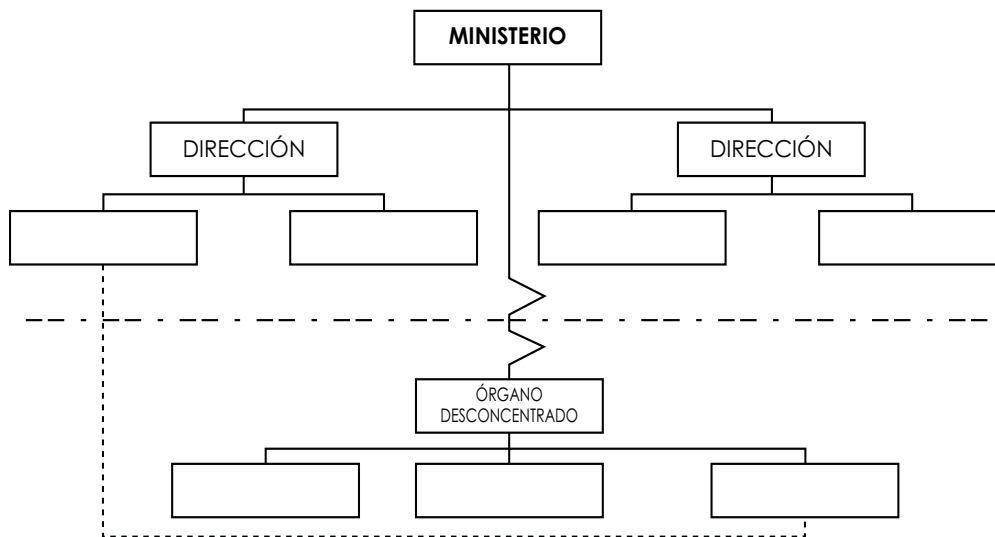 MINISTERIO
DIRECCIÓN
DIRECCIÓN
ÓRGANO
DESCONCENTRADO